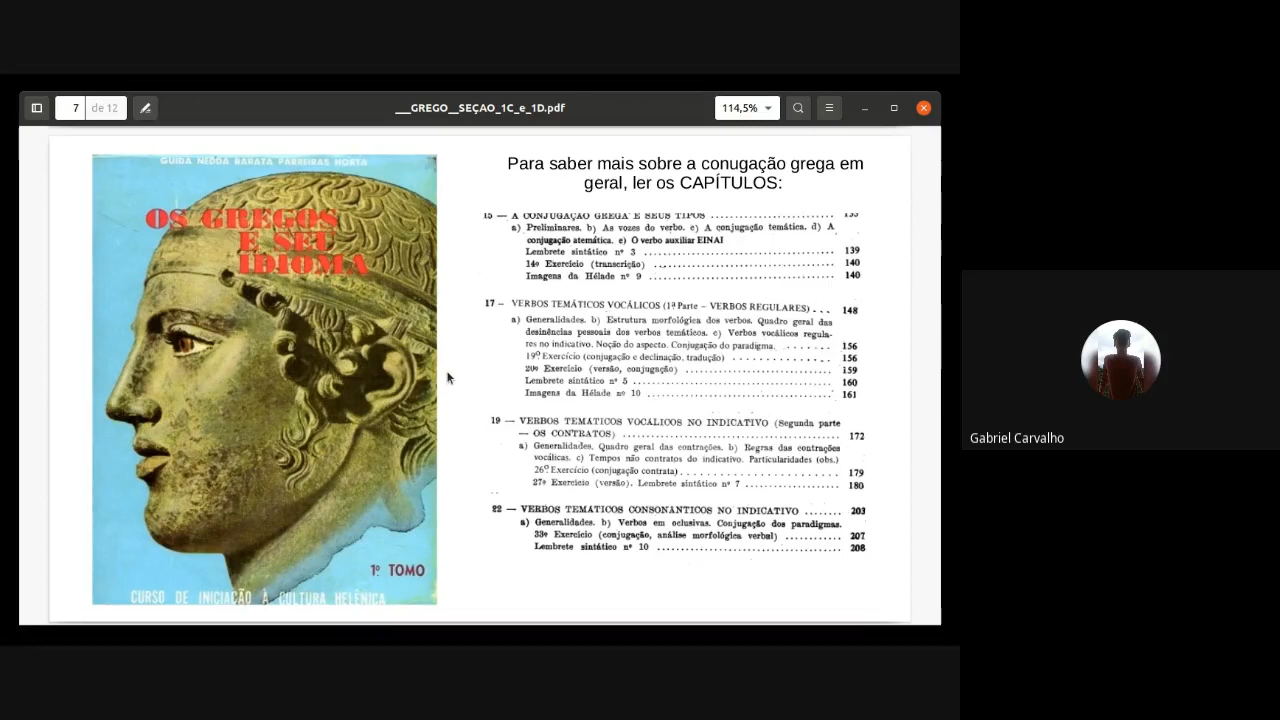 7 de 12
___GREGO__SEÇAO_1C_e_1D.pdf
114,5%
GUIDA NEDDA BARATA PARREIRAS HORTA
OS GREGOS
E SEU
IDIOMA
1º TOMO
CURSO DE INICIAÇÃO À CULTURA HELÊNICA
Para saber mais sobre a conugação grega em
geral, ler os CAPÍTULOS:
15 — A CONJUGAÇÃO GREGA E SEUS TIPOS ........................ 133
a) Preliminares. b) As vozes do verbo. c) A conjugação temática. d) A
conjugação atemática. e) O verbo auxiliar EINAI
Lembrete sintático nº 3 ........................ 139
14º Exercício (transcrição) ........................ 140
Imagens da Hélade nº 9 ........................ 140
17 – VERBOS TEMÁTICOS VOCÁLICOS (1ª Parte – VERBOS REGULARES) . . . 148
a) Generalidades. b) Estrutura morfológica dos verbos. Quadro geral das
desinências pessoais dos verbos temáticos. c) Verbos vocálicos regula-
res no indicativo. Noção do aspecto. Conjugação do paradigma. ........ 156
19º Exercício (conjugação e declinação, tradução) ................ 156
20º Exercício (versão, conjugação) ........................ 159
Lembrete sintático nº 5 ........................ 160
Imagens da Hélade nº 10 ........................ 161
19 — VERBOS TEMÁTICOS VOCÁLICOS NO INDICATIVO (Segunda parte
— OS CONTRATOS) ........................ 172
a) Generalidades, Quadro geral das contrações. b) Regras das contrações
vocálicas. c) Tempos não contratos do indicativo. Particularidades (obs.)
26º Exercício (conjugação contrata) ........................ 179
27º Exercício (versão). Lembrete sintático nº 7 ................ 180
22 — VERBOS TEMÁTICOS CONSONÂNTICOS NO INDICATIVO ........ 203
a) Generalidades. b) Verbos em oclusivas. Conjugação dos paradigmas.
33º Exercício (conjugação, análise morfológica verbal) ............ 207
Lembrete sintático nº 10 ........................ 208
Gabriel Carvalho